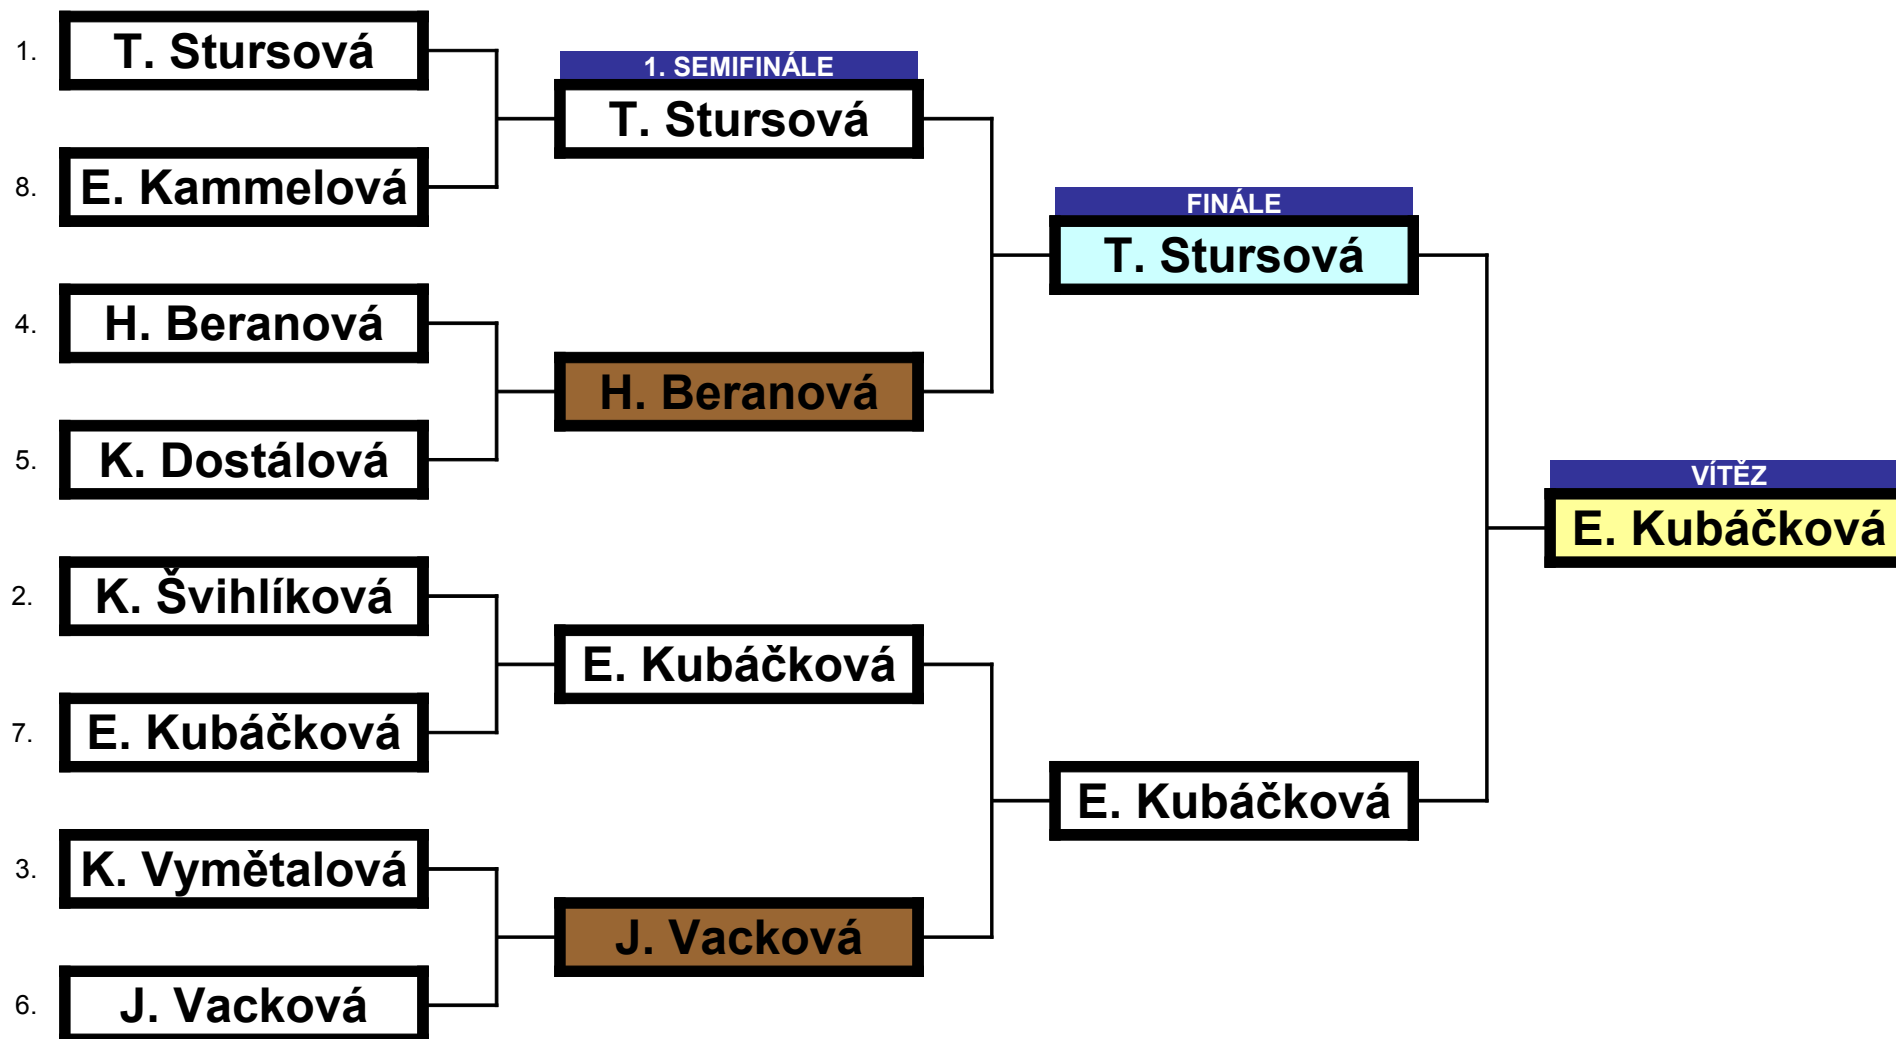 1.
T. Stursová
8.
E. Kammelová
4.
H. Beranová
5.
K. Dostálová
2.
K. Švihlíková
7.
E. Kubáčková
3.
K. Vymětalová
6.
J. Vacková
1. SEMIFINÁLE
T. Stursová
H. Beranová
E. Kubáčková
J. Vacková
FINÁLE
T. Stursová
E. Kubáčková
VÍTĚZ
E. Kubáčková